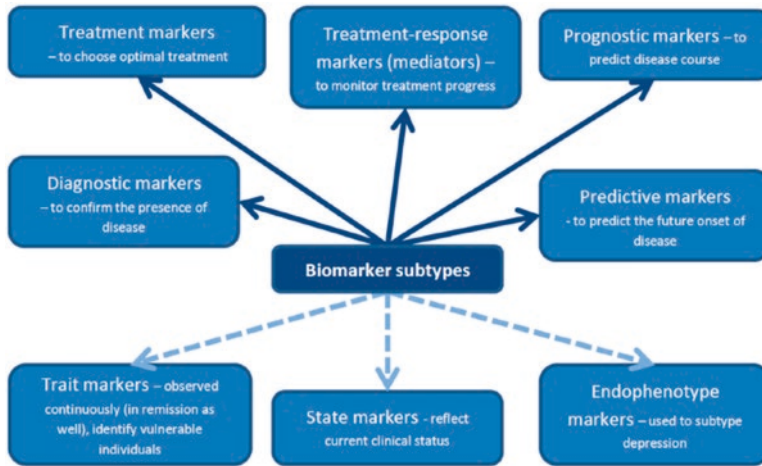 Treatment markers
– to choose optimal treatment
Treatment-response
markers (mediators) –
to monitor treatment progress
Prognostic markers – to
predict disease course
Diagnostic markers
– to confirm the presence of
disease
Predictive markers
- to predict the future onset of
disease
Biomarker subtypes
Trait markers – observed
continuously (in remission as
well), identify vulnerable
individuals
State markers - reflect
current clinical status
Endophenotype
markers – used to subtype
depression